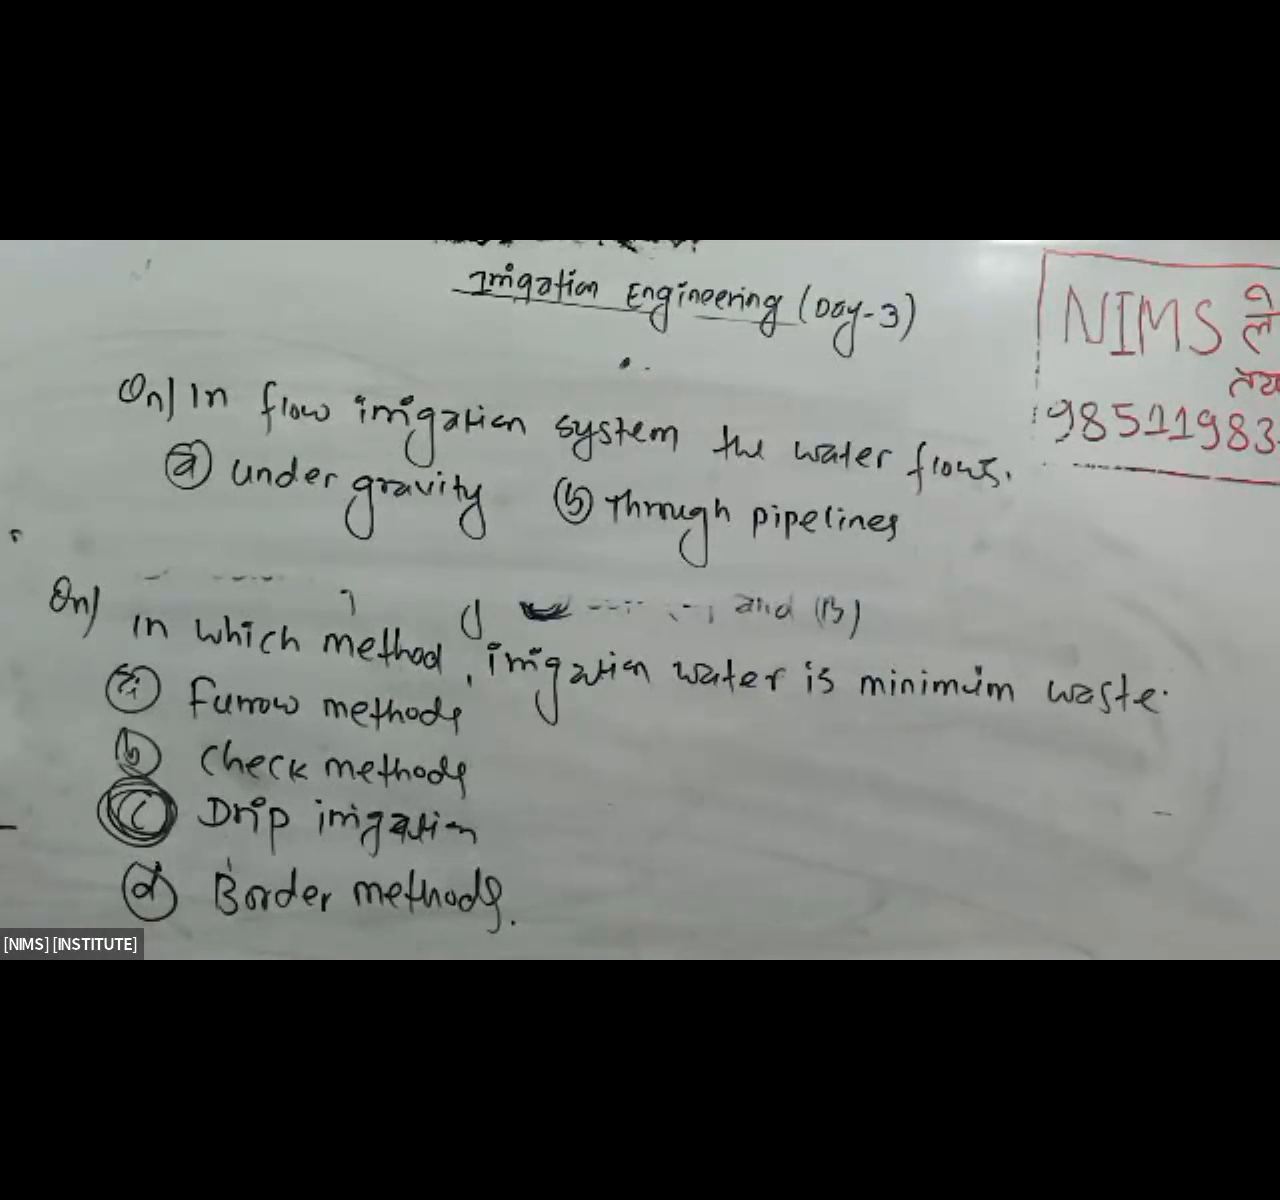 Irrigation Engineering (Day-3)
NIMS ले
98511983
Qn) In flow irrigation system the water flows.
(a) under gravity (b) Through pipelines
and (B)
Qn) in which method, irrigation water is minimum waste.
(a) Furrow methods
(b) Check methods
(c) Drip irrigation
(d) Border methods.
[NIMS] [INSTITUTE]